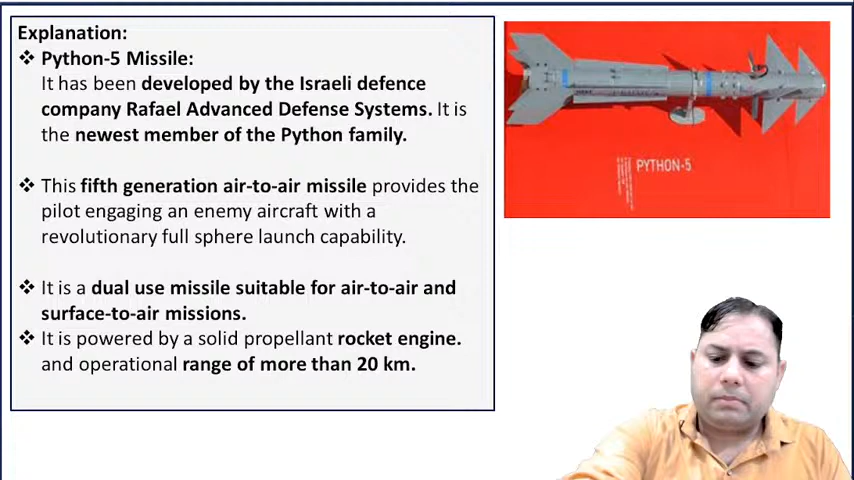 Explanation:
❖ Python-5 Missile:
It has been developed by the Israeli defence
company Rafael Advanced Defense Systems. It is
the newest member of the Python family.
❖ This fifth generation air-to-air missile provides the
pilot engaging an enemy aircraft with a
revolutionary full sphere launch capability.
❖ It is a dual use missile suitable for air-to-air and
surface-to-air missions.
❖ It is powered by a solid propellant rocket engine.
and operational range of more than 20 km.
PYTHON-5